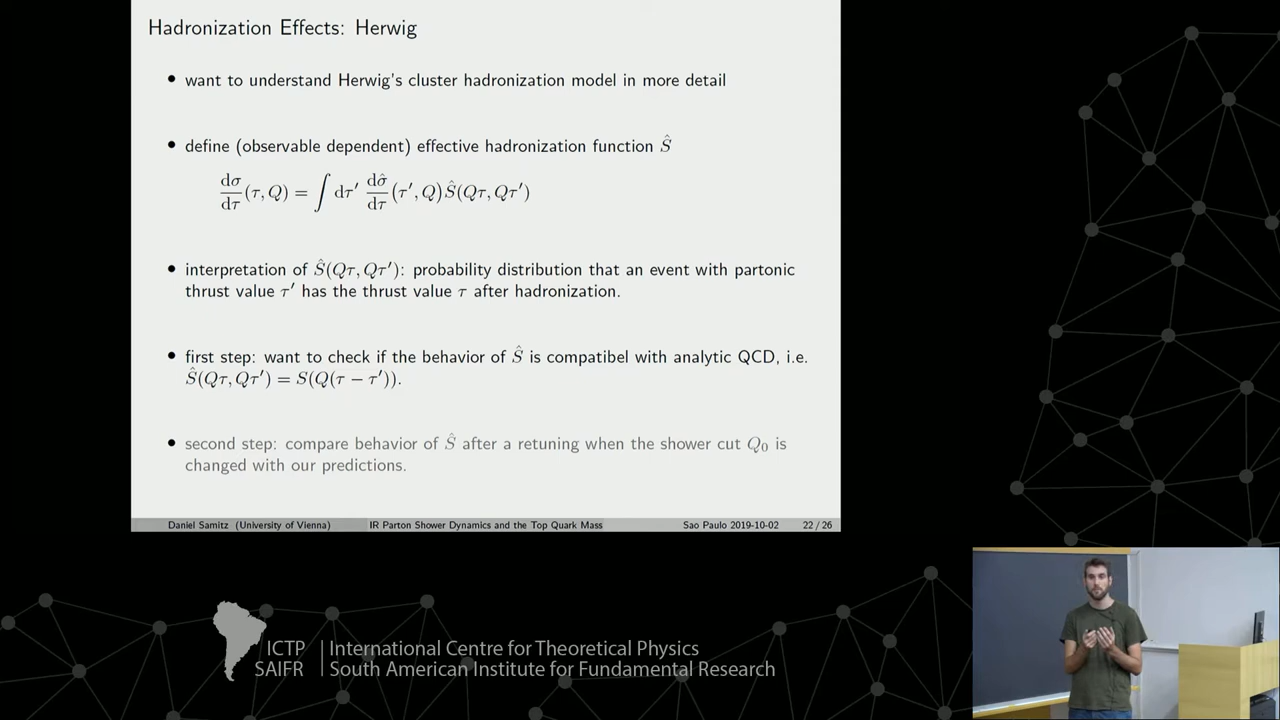 Hadronization Effects: Herwig
• want to understand Herwig's cluster hadronization model in more detail
• define (observable dependent) effective hadronization function Ŝ
dσ/dτ (τ, Q) = ∫ dτ′ dσ̂/dτ (τ′, Q) Ŝ(Qτ, Qτ′)
• interpretation of Ŝ(Qτ, Qτ′): probability distribution that an event with partonic
thrust value τ′ has the thrust value τ after hadronization.
• first step: want to check if the behavior of Ŝ is compatibel with analytic QCD, i.e.
Ŝ(Qτ, Qτ′) = S(Q(τ − τ′)).
• second step: compare behavior of Ŝ after a retuning when the shower cut Q₀ is
changed with our predictions.
Daniel Samitz (University of Vienna) IR Parton Shower Dynamics and the Top Quark Mass Sao Paulo 2019-10-02 22 / 26
ICTP International Centre for Theoretical Physics
SAIFR South American Institute for Fundamental Research